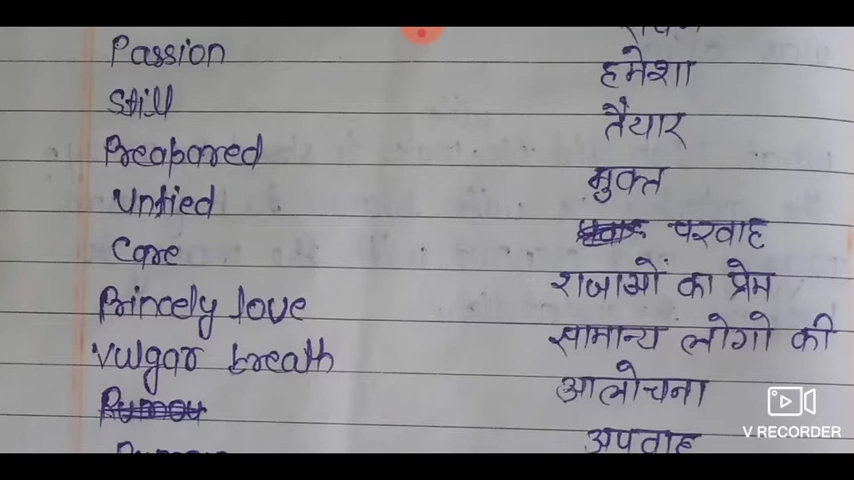 Passion
हमेशा
Still
तैयार
Preapared
मुक्त
Untied
परवाह
Care
राजाओं का प्रेम
Princely love
सामान्य लोगो की
Vulgar breath
आलोचना
अपवाह
V RECORDER